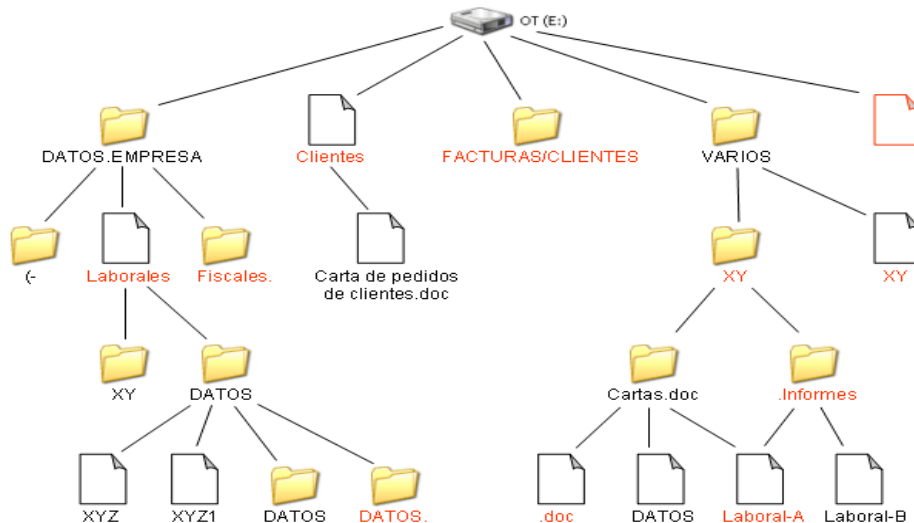 OT (E:)
DATOS.EMPRESA
Clientes
FACTURAS/CLIENTES
VARIOS
(-
Laborales
Fiscales.
Carta de pedidos
de clientes.doc
XY
XY
XY
DATOS
Cartas.doc
.Informes
XYZ
XYZ1
DATOS
DATOS.
.doc
DATOS
Laboral-A
Laboral-B